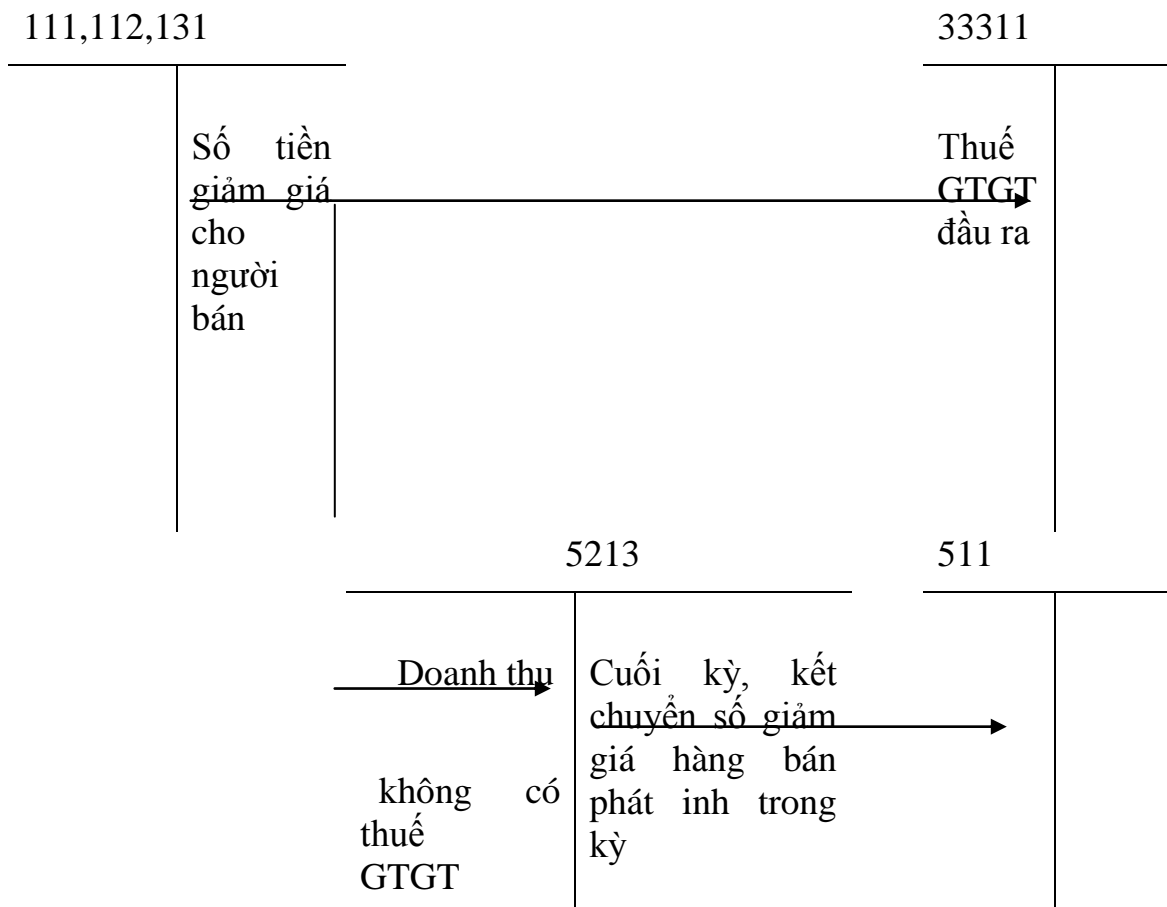 111,112,131
33311
Số tiền
giảm giá
cho
người
bán
Thuế
GTGT
đầu ra
5213
511
Doanh thu
không có
thuế
GTGT
Cuối kỳ, kết
chuyển số giảm
giá hàng bán
phát inh trong
kỳ